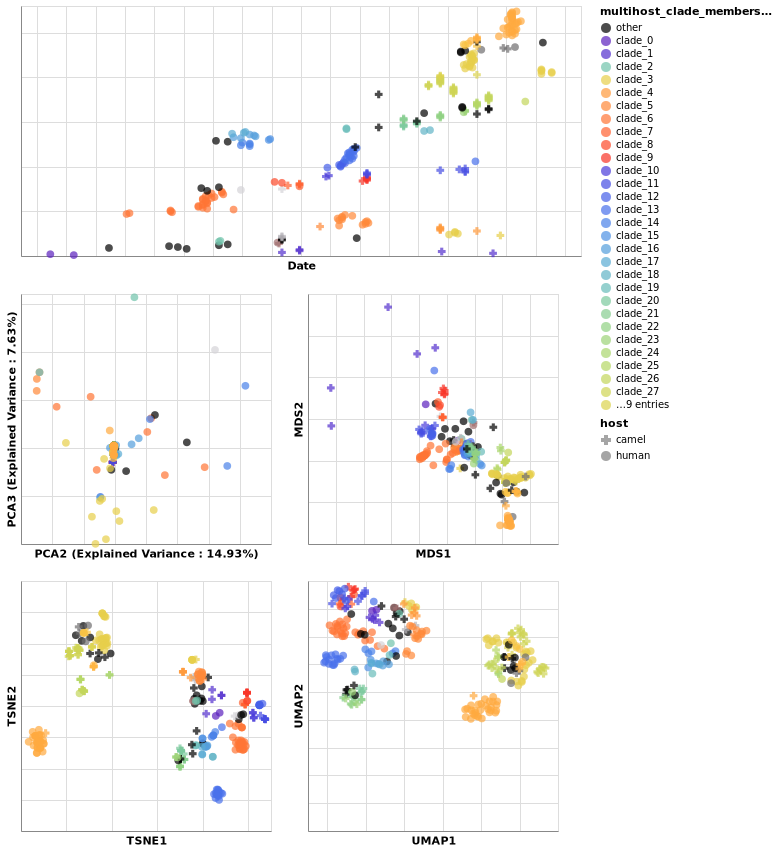 multihost_clade_members…
other
clade_0
clade_1
clade_2
clade_3
clade_4
clade_5
clade_6
clade_7
clade_8
clade_9
clade_10
clade_11
clade_12
clade_13
clade_14
clade_15
clade_16
clade_17
clade_18
clade_19
clade_20
clade_21
clade_22
clade_23
clade_24
clade_25
clade_26
clade_27
…9 entries
host
camel
human
Date
PCA3 (Explained Variance : 7.63%)
PCA2 (Explained Variance : 14.93%)
MDS2
MDS1
TSNE2
TSNE1
UMAP2
UMAP1